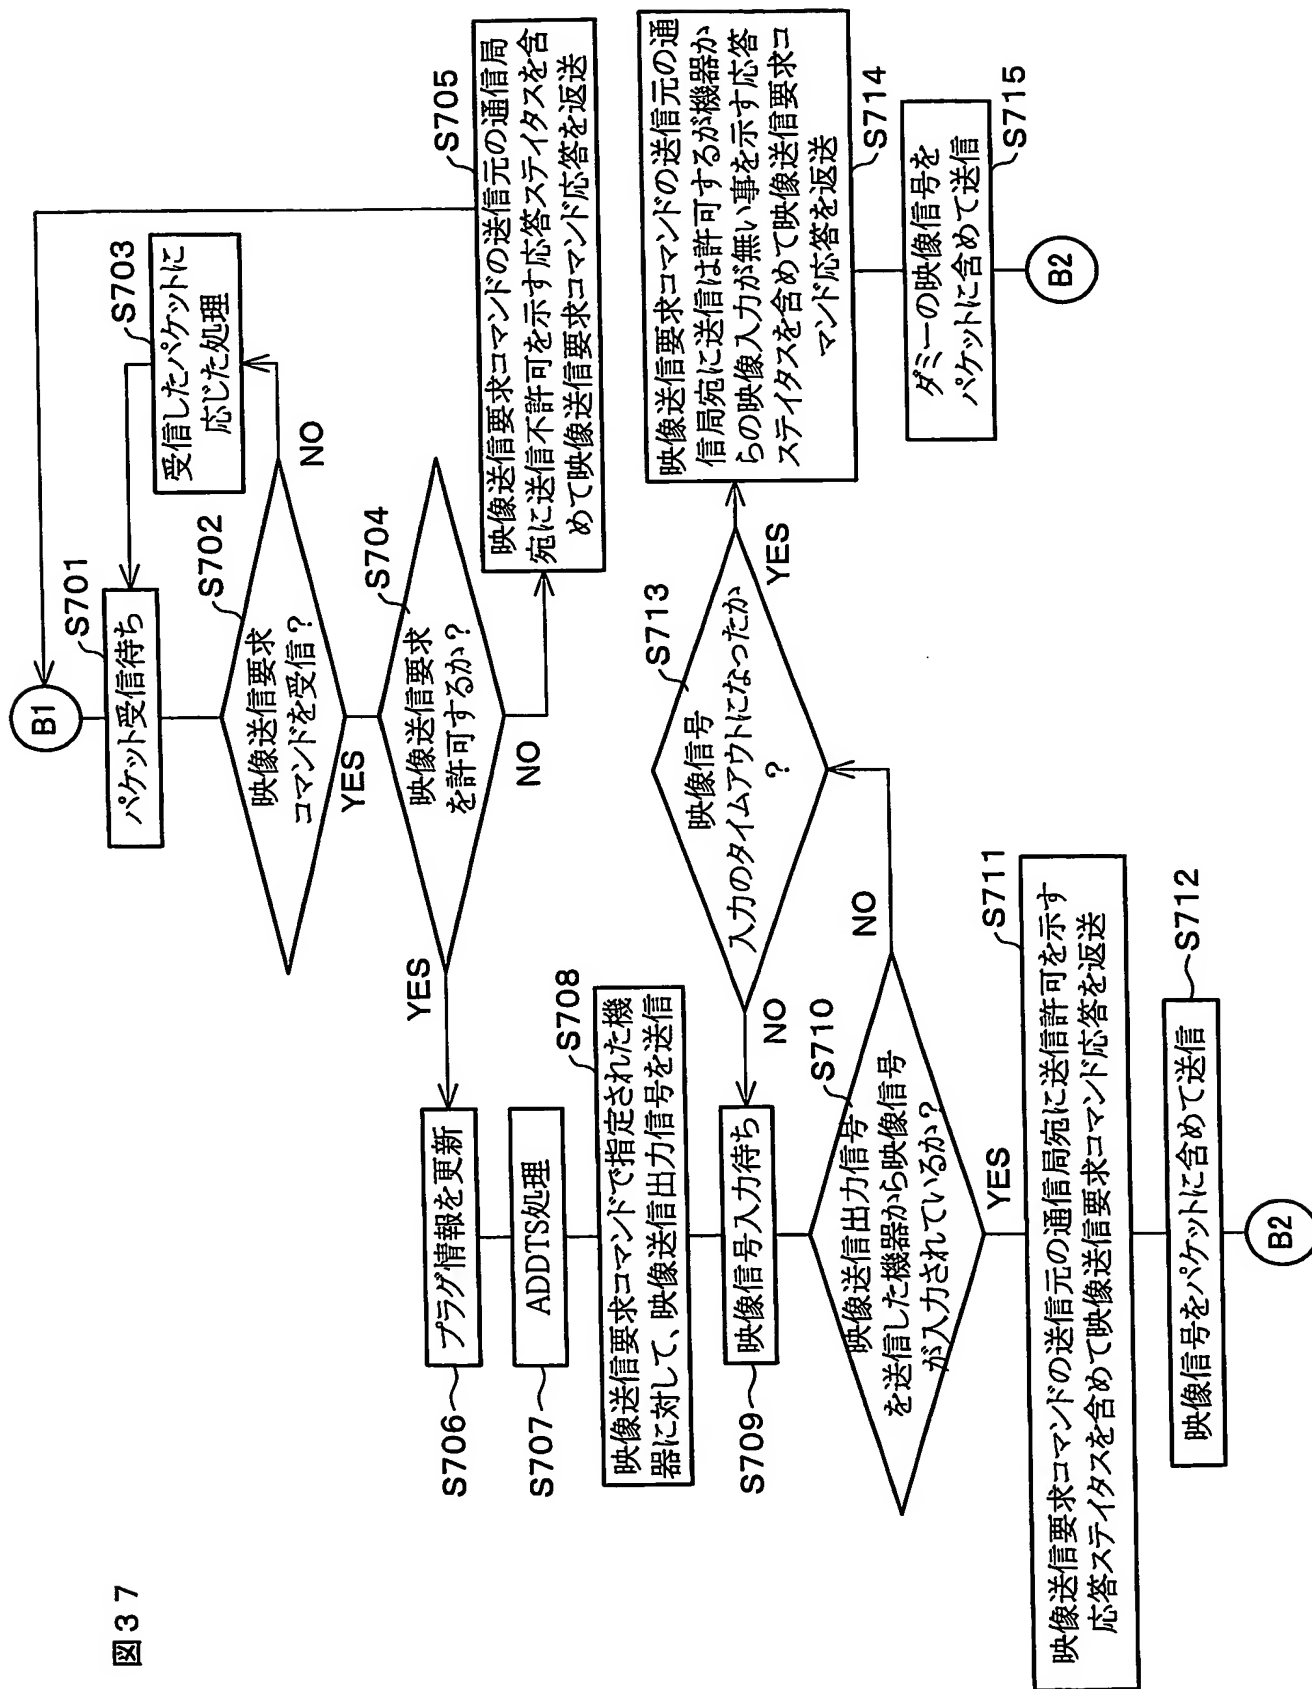 図37
B1
パケット受信待ち
S701
映像送信要求
コマンドを受信？
S702
YES
NO
受信したパケットに
応じた処理
S703
映像送信要求
を許可するか？
S704
YES
NO
映像送信要求コマンドの送信元の通信局
宛に送信不許可を示す応答ステイタスを含
めて映像送信要求コマンド応答を返送
S705
プラグ情報を更新
S706
ADDTS処理
S707
映像送信要求コマンドで指定された機
器に対して、映像送信出力信号を送信
S708
映像信号入力待ち
S709
映像送信出力信号
を送信した機器から映像信号
が入力されているか？
S710
YES
NO
映像送信要求コマンドの送信元の通信局宛に送信許可を示す
応答ステイタスを含めて映像送信要求コマンド応答を返送
S711
映像信号をパケットに含めて送信
S712
B2
映像信号
入力のタイムアウトになったか
？
S713
NO
YES
映像送信要求コマンドの送信元の通
信局宛に送信は許可するが機器か
らの映像入力が無い事を示す応答
ステイタスを含めて映像送信要求コ
マンド応答を返送
S714
ダミーの映像信号を
パケットに含めて送信
S715
B2